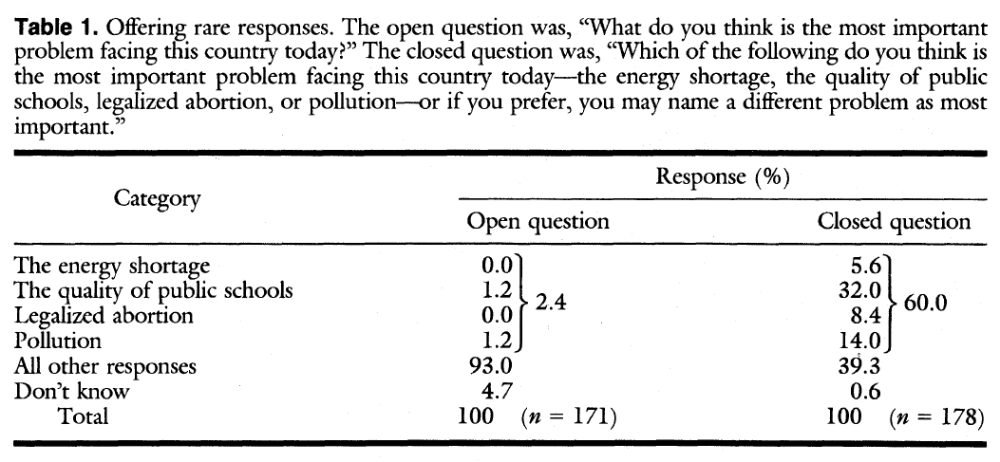 Table 1. Offering rare responses. The open question was, “What do you think is the most important
problem facing this country today?” The closed question was, “Which of the following do you think is
the most important problem facing this country today—the energy shortage, the quality of public
schools, legalized abortion, or pollution—or if you prefer, you may name a different problem as most
important.”
Category Response (%)
Open question Closed question
The energy shortage 0.0 5.6
The quality of public schools 1.2 2.4 32.0 60.0
Legalized abortion 0.0 8.4
Pollution 1.2 14.0
All other responses 93.0 39.3
Don’t know 4.7 0.6
Total 100 (n = 171) 100 (n = 178)